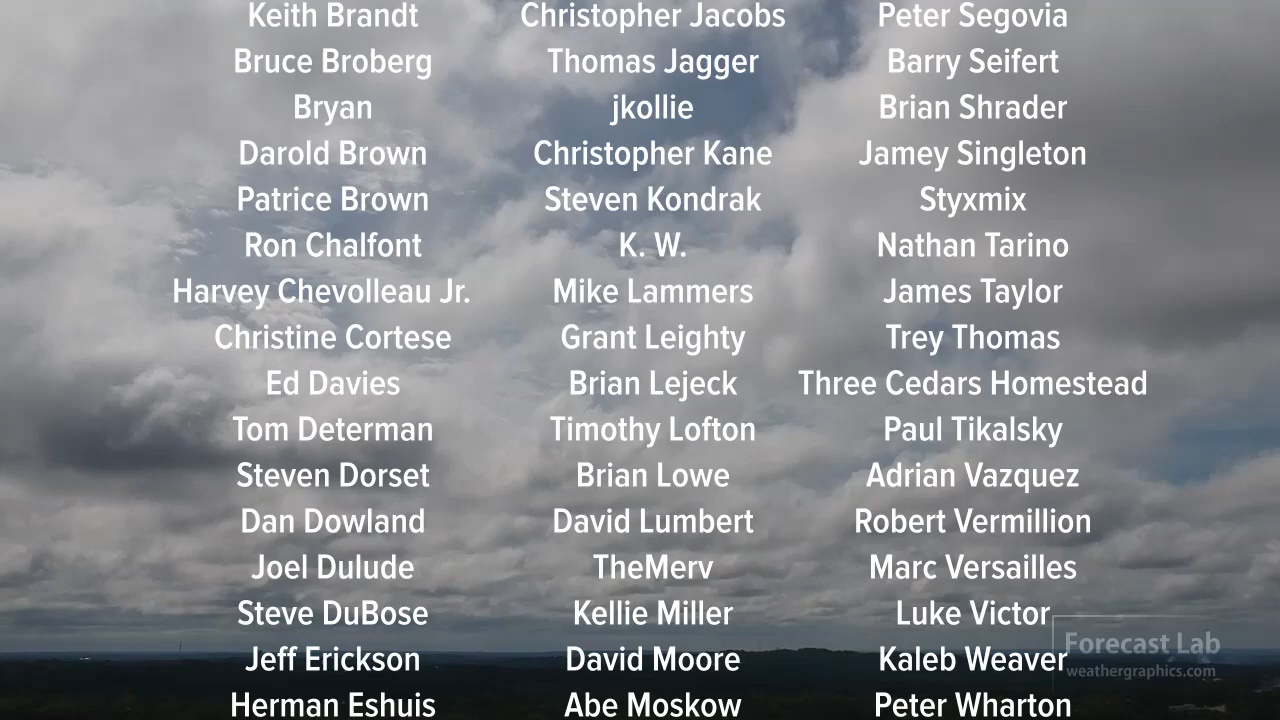 Keith Brandt
Bruce Broberg
Bryan
Darold Brown
Patrice Brown
Ron Chalfont
Harvey Chevolleau Jr.
Christine Cortese
Ed Davies
Tom Determan
Steven Dorset
Dan Dowland
Joel Dulude
Steve DuBose
Jeff Erickson
Herman Eshuis
Christopher Jacobs
Thomas Jagger
jkollie
Christopher Kane
Steven Kondrak
K. W.
Mike Lammers
Grant Leighty
Brian Lejeck
Timothy Lofton
Brian Lowe
David Lumbert
TheMerv
Kellie Miller
David Moore
Abe Moskow
Peter Segovia
Barry Seifert
Brian Shrader
Jamey Singleton
Styxmix
Nathan Tarino
James Taylor
Trey Thomas
Three Cedars Homestead
Paul Tikalsky
Adrian Vazquez
Robert Vermillion
Marc Versailles
Luke Victor
Kaleb Weaver
Peter Wharton
Forecast Lab
weathergraphics.com